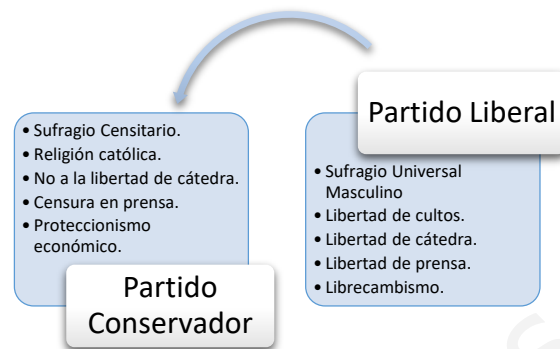 • Sufragio Censitario.
• Religión católica.
• No a la libertad de cátedra.
• Censura en prensa.
• Proteccionismo
económico.
Partido
Conservador
Partido Liberal
• Sufragio Universal
Masculino
• Libertad de cultos.
• Libertad de cátedra.
• Libertad de prensa.
• Librecambismo.